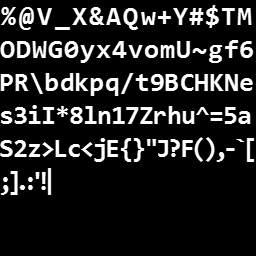 %@V_X&AQw+Y#$TM
ODWG0yx4vomU~gf6
PR\bdkpq/t9BCHKNe
s3iI*8ln17Zrhu^=5a
S2z>Lc<jE{}"J?F(),-`[
;].:'!|